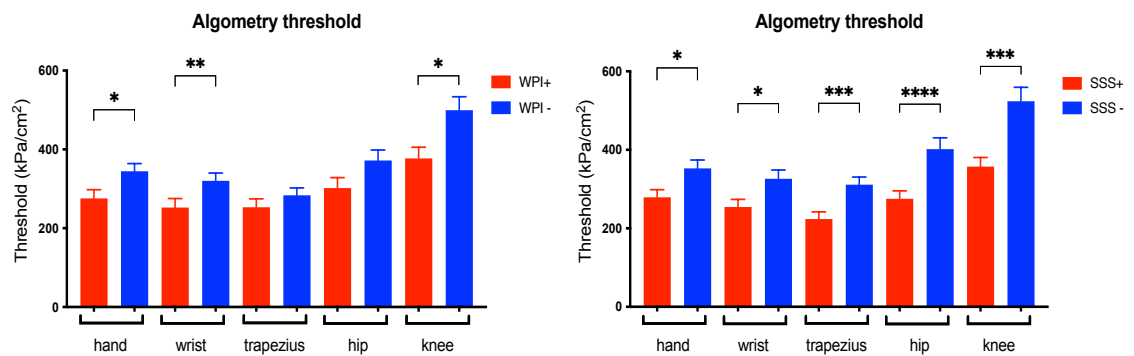 Algometry threshold
Threshold (kPa/cm²)
600
400
200
0
*
**
*
WPI+
WPI -
hand wrist trapezius hip knee
Algometry threshold
Threshold (kPa/cm²)
600
400
200
0
*
*
***
****
***
SSS+
SSS -
hand wrist trapezius hip knee